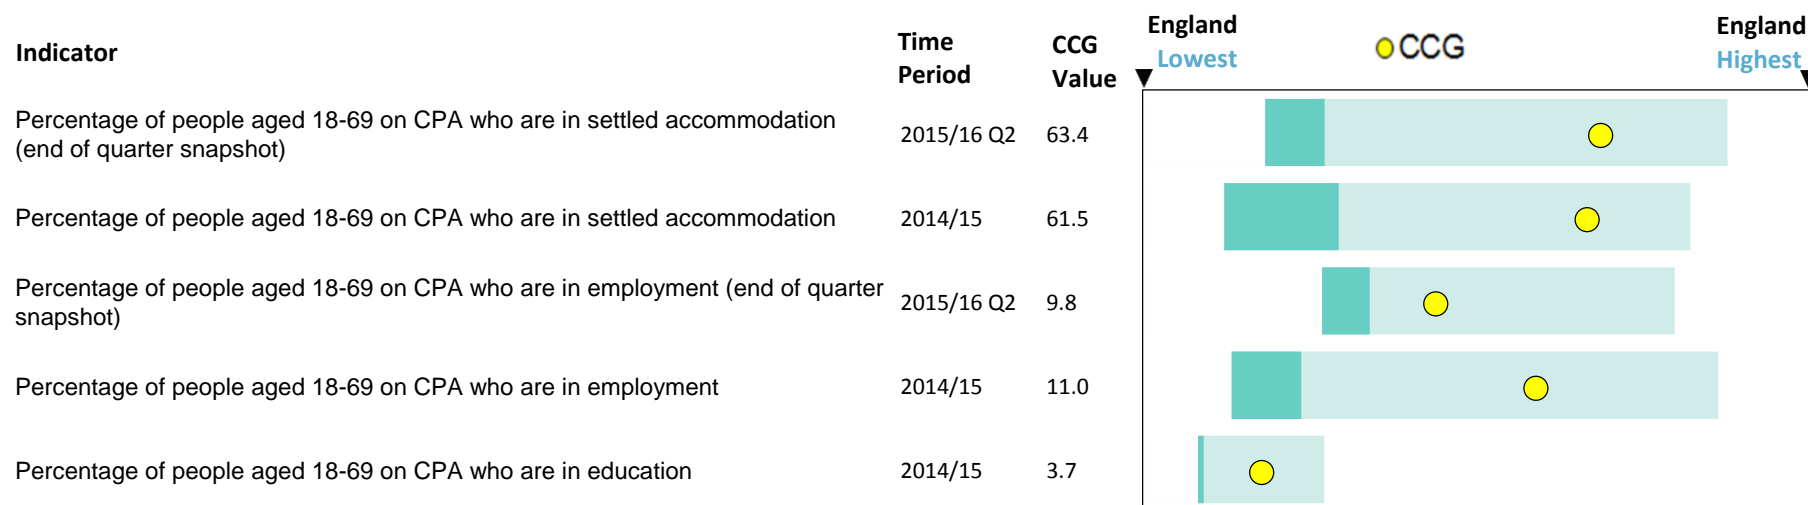 Indicator
Time
Period
CCG
Value
England
Lowest
CCG
England
Highest
Percentage of people aged 18-69 on CPA who are in settled accommodation
(end of quarter snapshot)
2015/16 Q2
63.4
Percentage of people aged 18-69 on CPA who are in settled accommodation
2014/15
61.5
Percentage of people aged 18-69 on CPA who are in employment (end of quarter
snapshot)
2015/16 Q2
9.8
Percentage of people aged 18-69 on CPA who are in employment
2014/15
11.0
Percentage of people aged 18-69 on CPA who are in education
2014/15
3.7